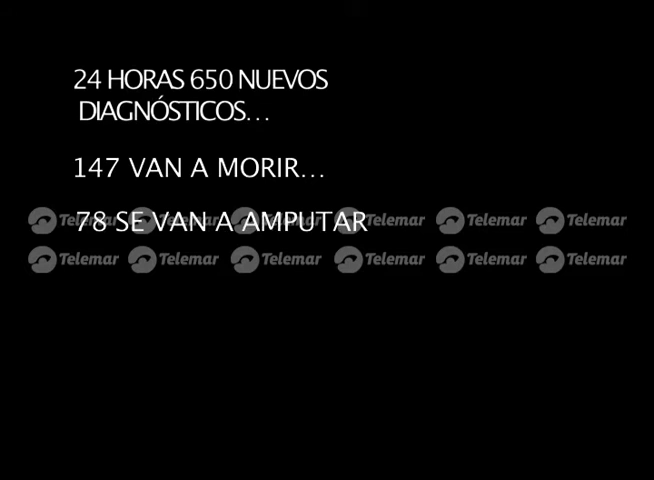 24 HORAS 650 NUEVOS
DIAGNÓSTICOS...
147 VAN A MORIR...
78 SE VAN A AMPUTAR
Telemar Telemar Telemar Telemar Telemar Telemar
Telemar Telemar Telemar Telemar Telemar Telemar